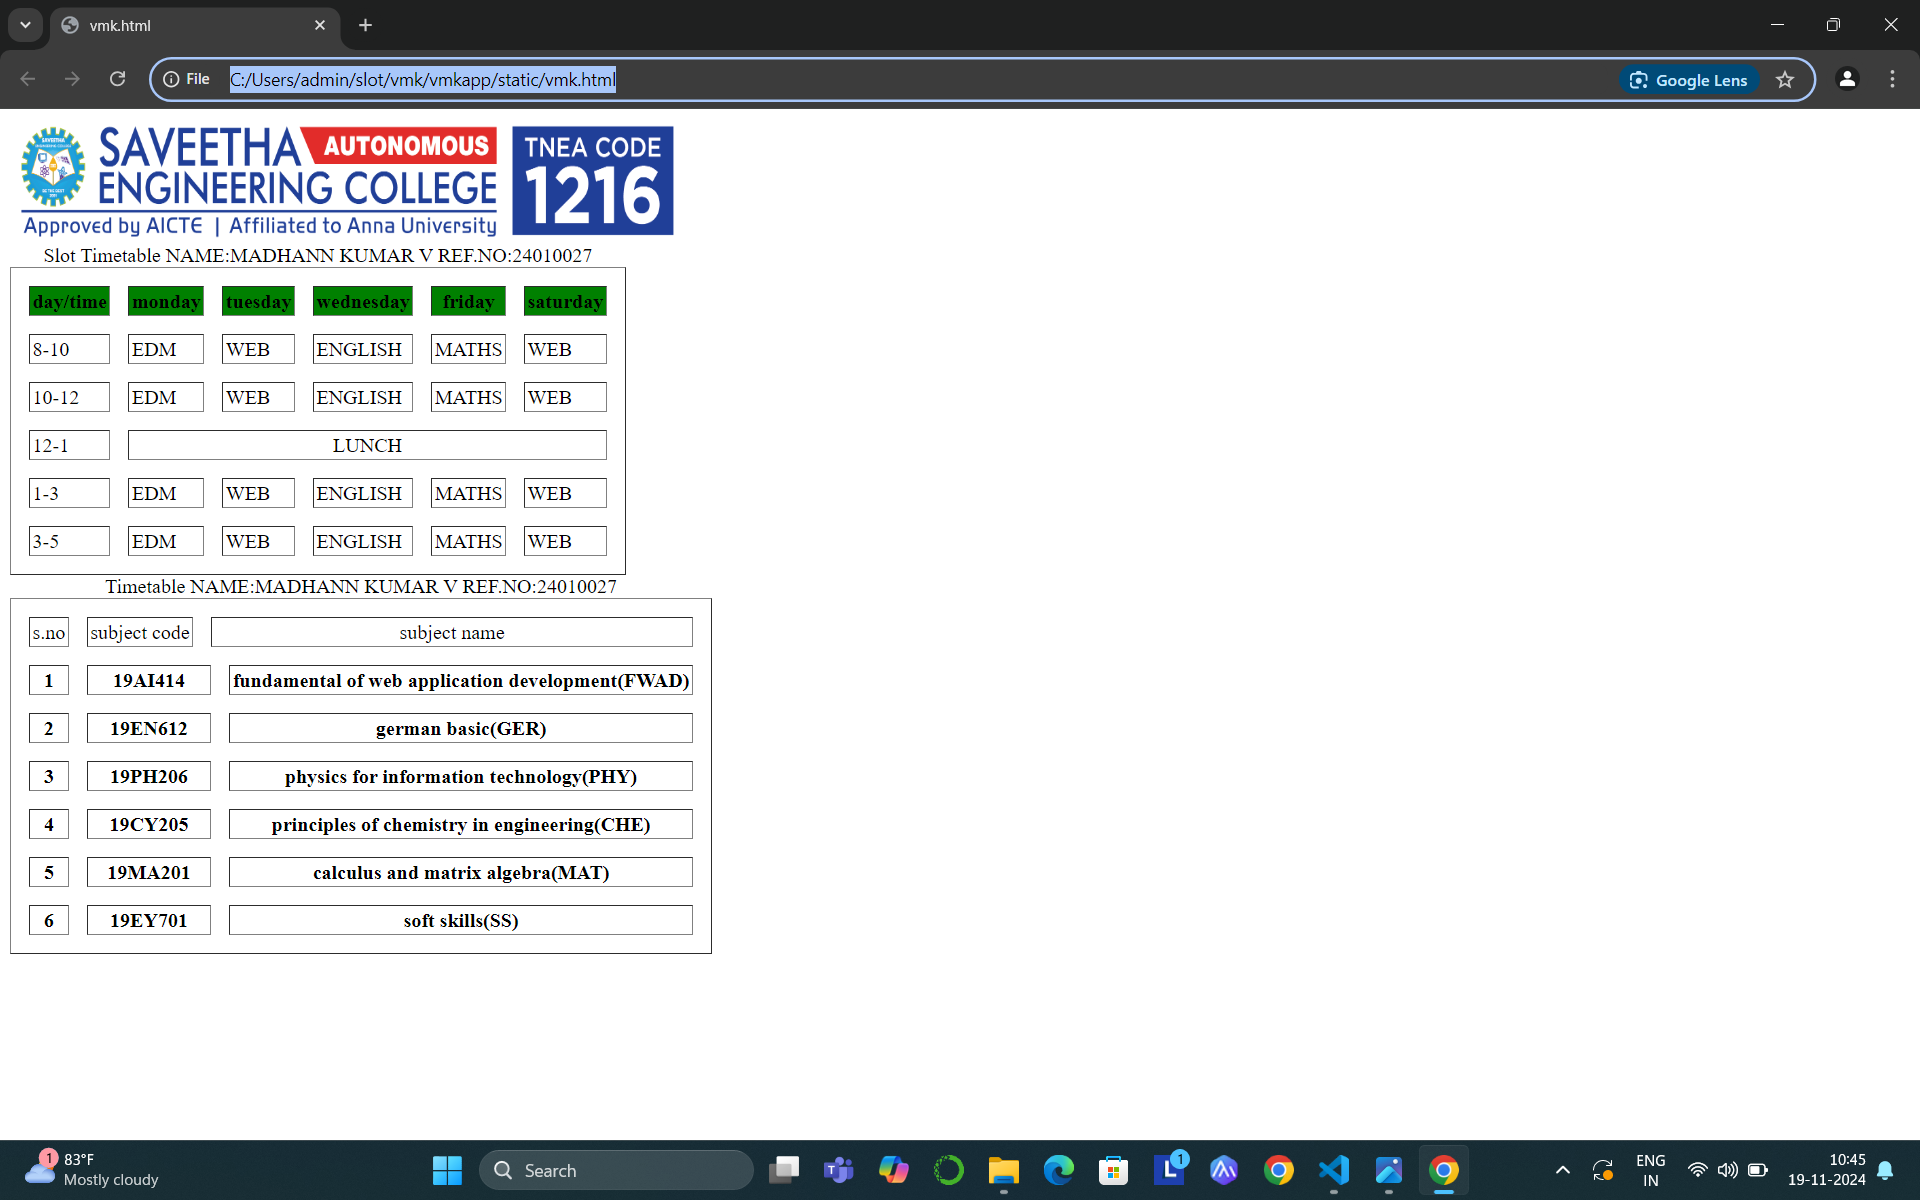 vmk.html
File C:/Users/admin/slot/vmk/vmkapp/static/vmk.html Google Lens
SAVEETHA AUTONOMOUS
ENGINEERING COLLEGE
Approved by AICTE | Affiliated to Anna University
TNEA CODE
1216
Slot Timetable NAME:MADHANN KUMAR V REF.NO:24010027
day/time monday tuesday wednesday friday saturday
8-10 EDM WEB ENGLISH MATHS WEB
10-12 EDM WEB ENGLISH MATHS WEB
12-1 LUNCH
1-3 EDM WEB ENGLISH MATHS WEB
3-5 EDM WEB ENGLISH MATHS WEB
Timetable NAME:MADHANN KUMAR V REF.NO:24010027
s.no subject code subject name
1 19AI414 fundamental of web application development(FWAD)
2 19EN612 german basic(GER)
3 19PH206 physics for information technology(PHY)
4 19CY205 principles of chemistry in engineering(CHE)
5 19MA201 calculus and matrix algebra(MAT)
6 19EY701 soft skills(SS)
1 83°F
Mostly cloudy
Search
1
ENG
IN
10:45
19-11-2024